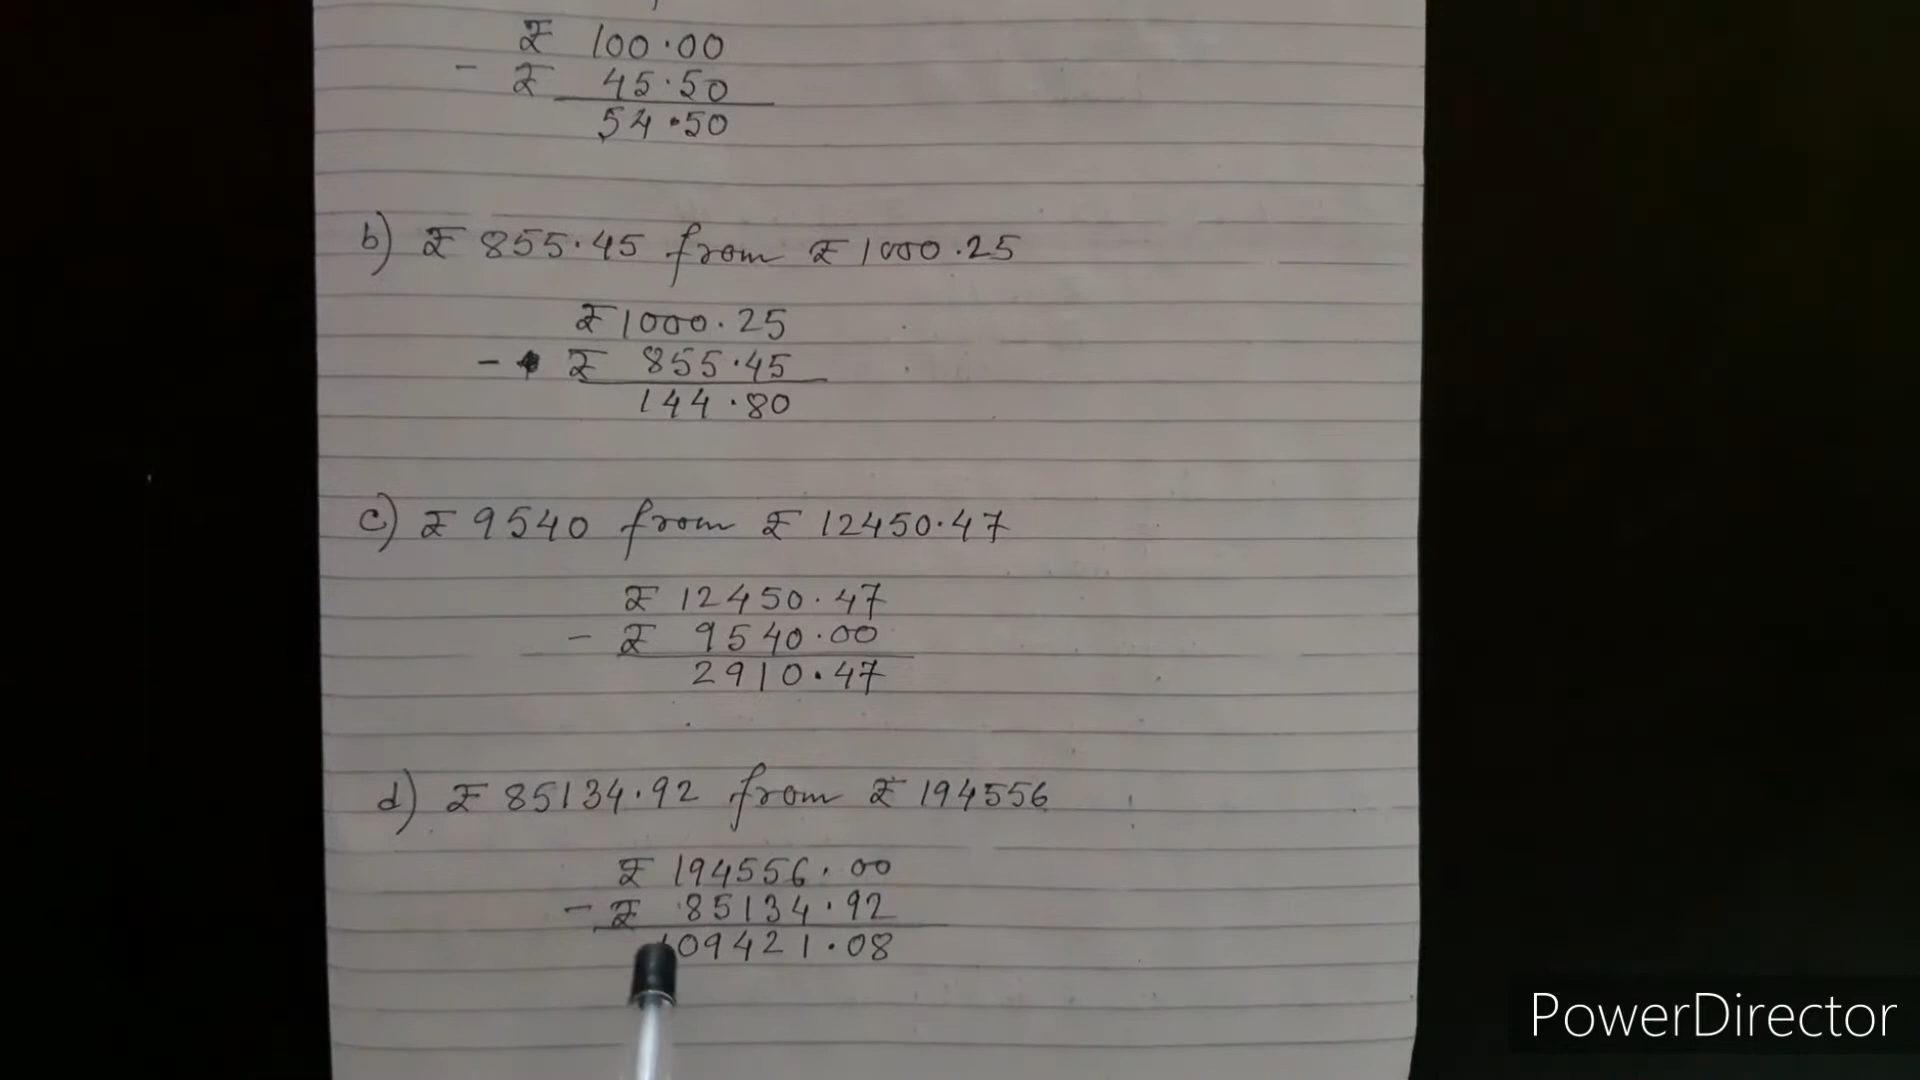 ₹ 100.00
- ₹ 45.50
54.50
b) ₹ 855.45 from ₹ 1000.25
₹ 1000.25
- ₹ 855.45
144.80
c) ₹ 9540 from ₹ 12450.47
₹ 12450.47
- ₹ 9540.00
2910.47
d) ₹ 85134.92 from ₹ 194556
₹ 194556.00
- ₹ 85134.92
109421.08
PowerDirector